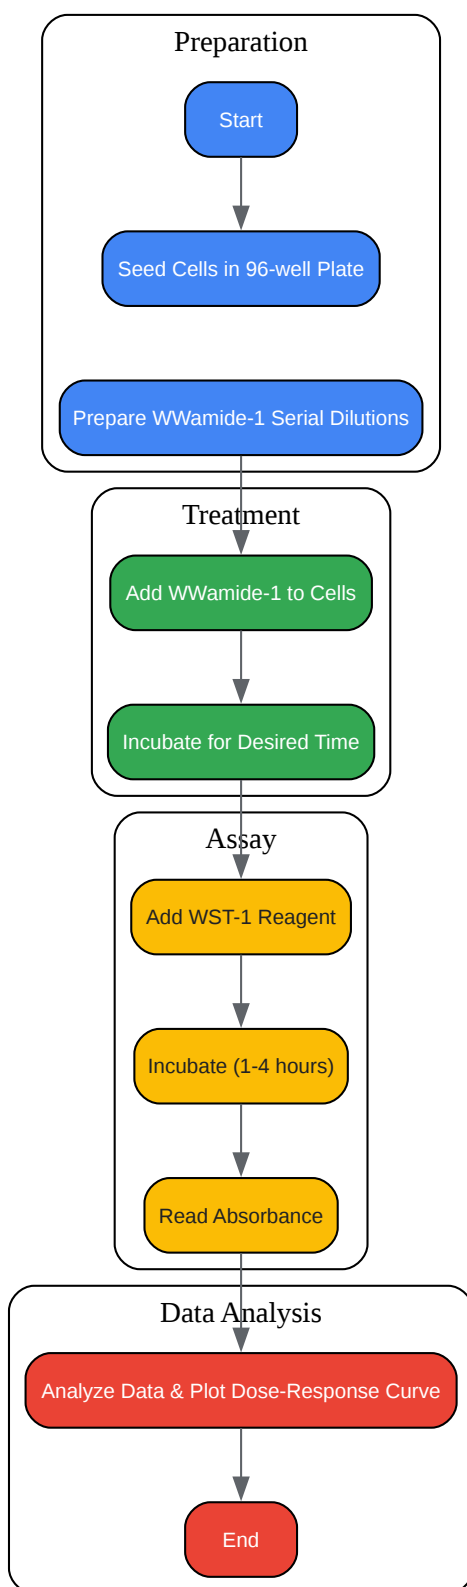 Preparation
Start
Seed Cells in 96-well Plate
Prepare WWamide-1 Serial Dilutions
Treatment
Add WWamide-1 to Cells
Incubate for Desired Time
Assay
Add WST-1 Reagent
Incubate (1-4 hours)
Read Absorbance
Data Analysis
Analyze Data & Plot Dose-Response Curve
End